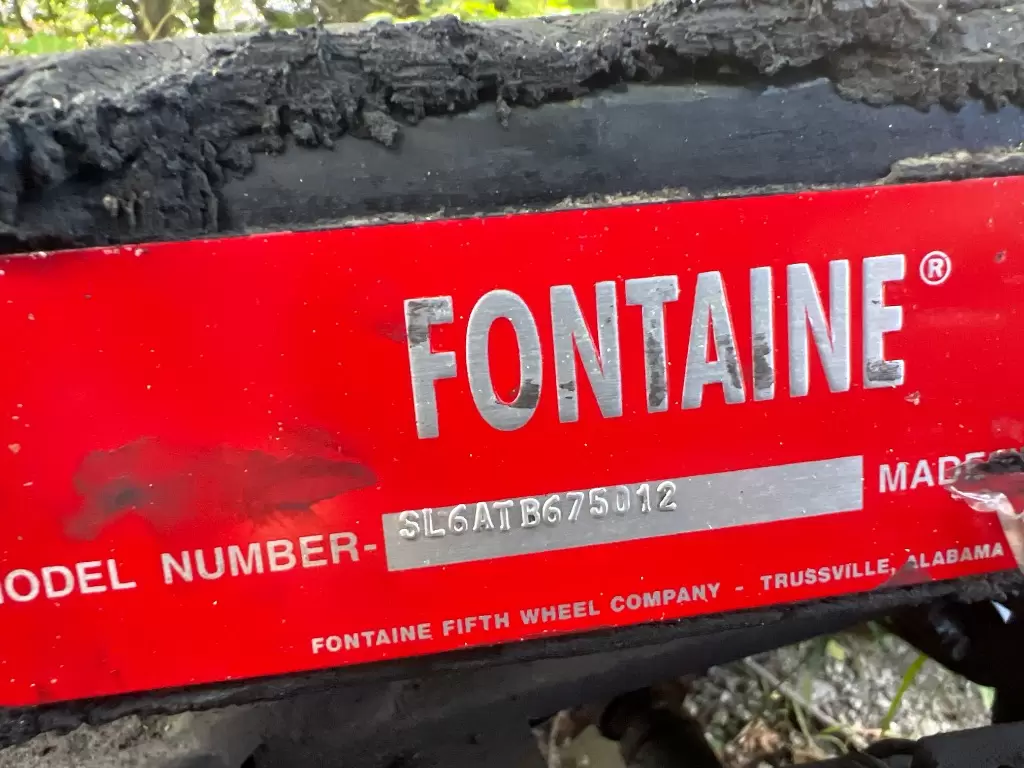 FONTAINE®
MODEL NUMBER- SL6ATB675012 MADE
FONTAINE FIFTH WHEEL COMPANY - TRUSSVILLE, ALABAMA